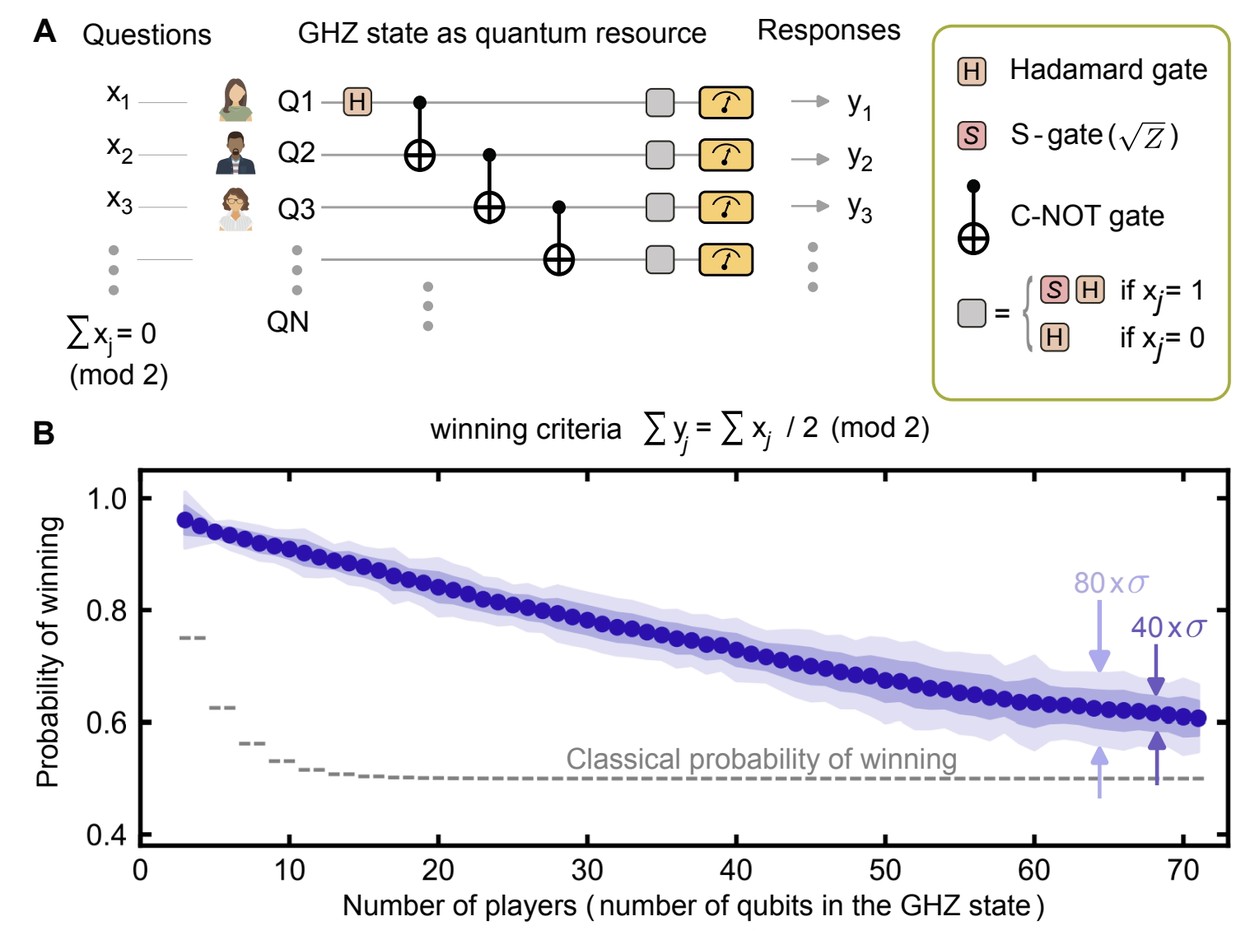 A
Questions
GHZ state as quantum resource
Responses
x1
Q1
H
y1
x2
Q2
y2
x3
Q3
y3
QN
∑ xj = 0
(mod 2)
H Hadamard gate
S S-gate (√Z)
C-NOT gate
= { S H if xj = 1
H if xj = 0
B
winning criteria ∑ yj = ∑ xj / 2 (mod 2)
Probability of winning
1.0
0.8
0.6
0.4
80 x σ
40 x σ
Classical probability of winning
0 10 20 30 40 50 60 70
Number of players (number of qubits in the GHZ state)